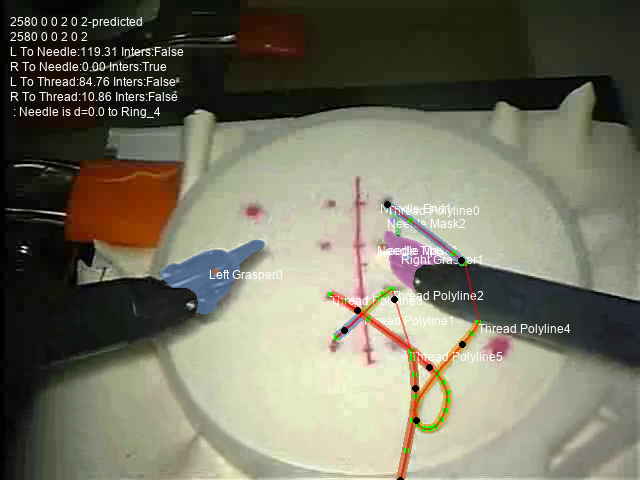 2580 0 0 2 0 2-predicted
2580 0 0 2 0 2
L To Needle:119.31 Inters:False
R To Needle:0.00 Inters:True
L To Thread:84.76 Inters:False
R To Thread:10.86 Inters:False
: Needle is d=0.0 to Ring_4
Thread Polyline0
Needle Mask2
Right Grasper1
Left Grasper0
Thread Polyline2
Thread Polyline1
Thread Polyline4
Thread Polyline5